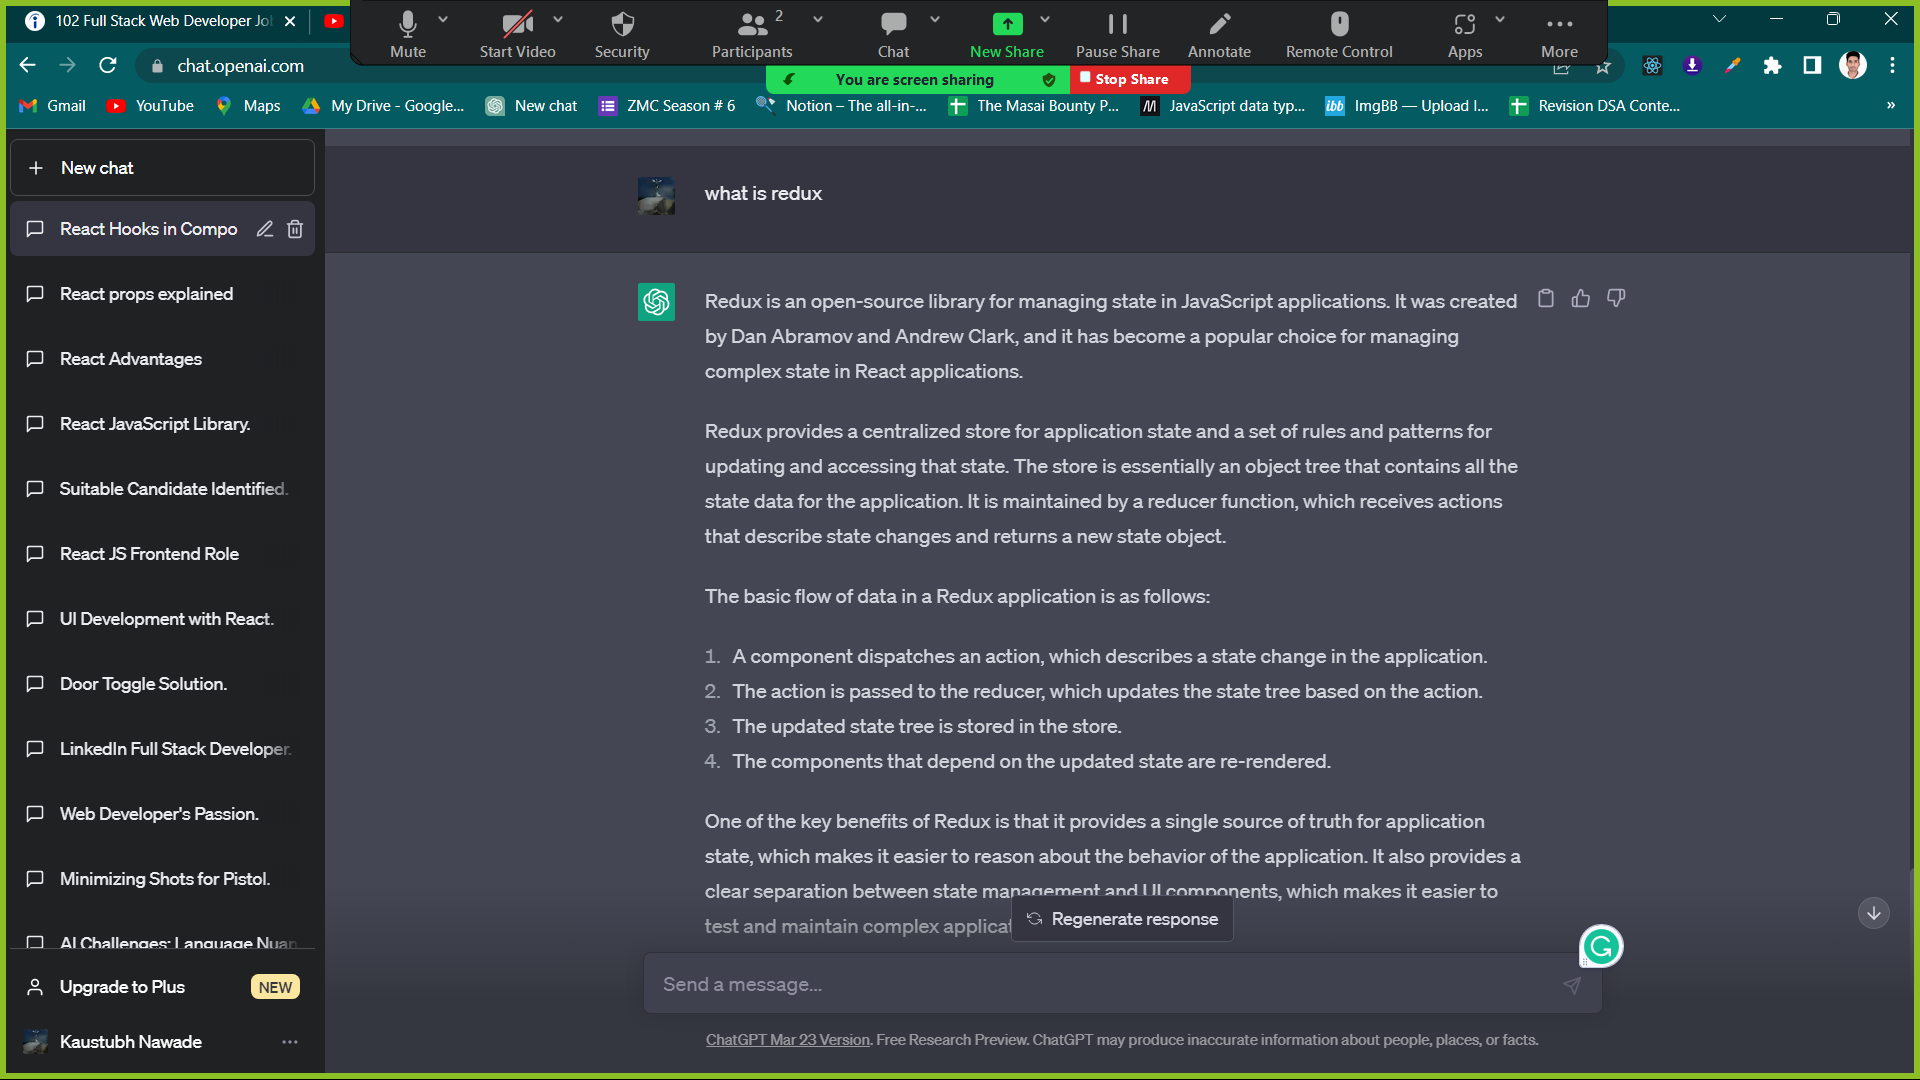 102 Full Stack Web Developer Jo
Mute
Start Video
Security
Participants
2
Chat
New Share
Pause Share
Annotate
Remote Control
Apps
More
chat.openai.com
You are screen sharing
Stop Share
Gmail
YouTube
Maps
My Drive - Google...
New chat
ZMC Season # 6
Notion – The all-in-...
The Masai Bounty P...
JavaScript data typ...
ImgBB — Upload I...
Revision DSA Conte...
»
New chat
React Hooks in Compo
React props explained
React Advantages
React JavaScript Library.
Suitable Candidate Identified.
React JS Frontend Role
UI Development with React.
Door Toggle Solution.
LinkedIn Full Stack Developer.
Web Developer's Passion.
Minimizing Shots for Pistol.
AI Challenges: Language Nuan
Upgrade to Plus
NEW
Kaustubh Nawade
what is redux
Redux is an open-source library for managing state in JavaScript applications. It was created
by Dan Abramov and Andrew Clark, and it has become a popular choice for managing
complex state in React applications.
Redux provides a centralized store for application state and a set of rules and patterns for
updating and accessing that state. The store is essentially an object tree that contains all the
state data for the application. It is maintained by a reducer function, which receives actions
that describe state changes and returns a new state object.
The basic flow of data in a Redux application is as follows:
1. A component dispatches an action, which describes a state change in the application.
2. The action is passed to the reducer, which updates the state tree based on the action.
3. The updated state tree is stored in the store.
4. The components that depend on the updated state are re-rendered.
One of the key benefits of Redux is that it provides a single source of truth for application
state, which makes it easier to reason about the behavior of the application. It also provides a
clear separation between state management and UI components, which makes it easier to
test and maintain complex applicat
Regenerate response
Send a message...
ChatGPT Mar 23 Version. Free Research Preview. ChatGPT may produce inaccurate information about people, places, or facts.